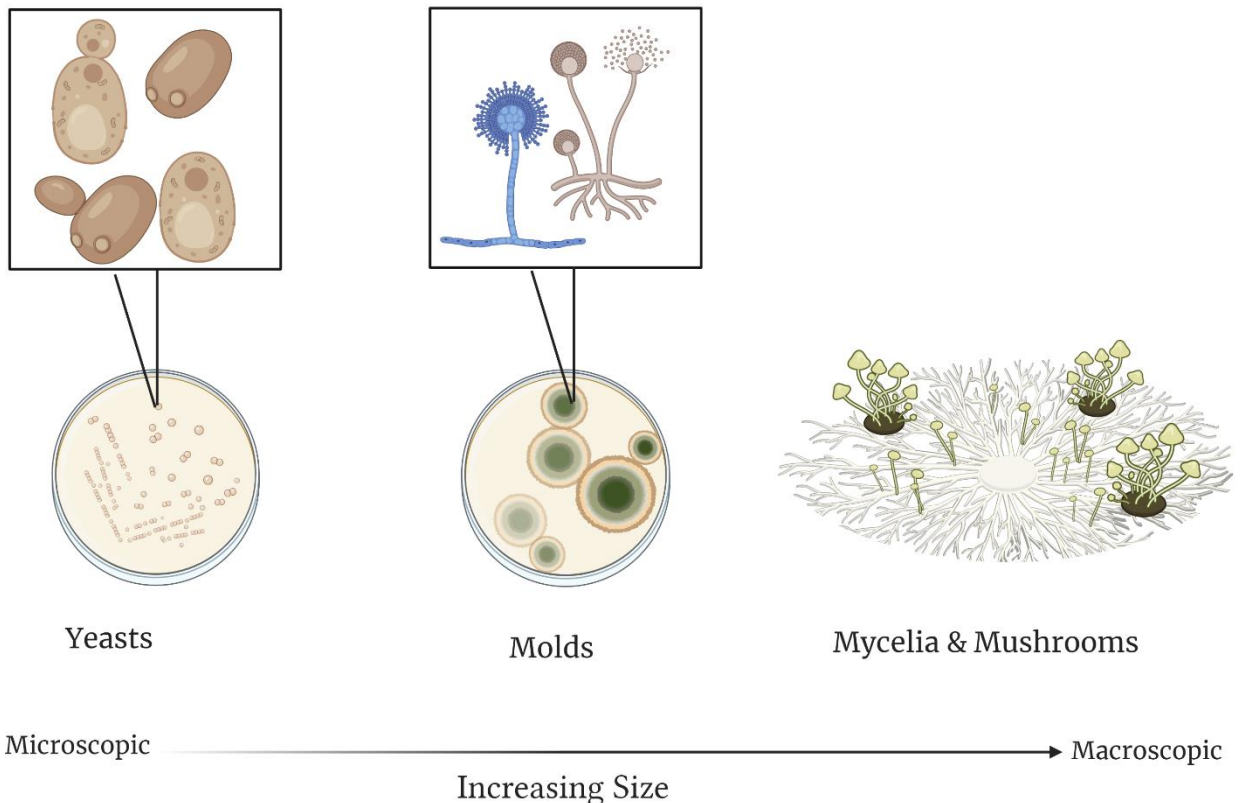 Yeasts
Molds
Mycelia & Mushrooms
Microscopic
Macroscopic
Increasing Size